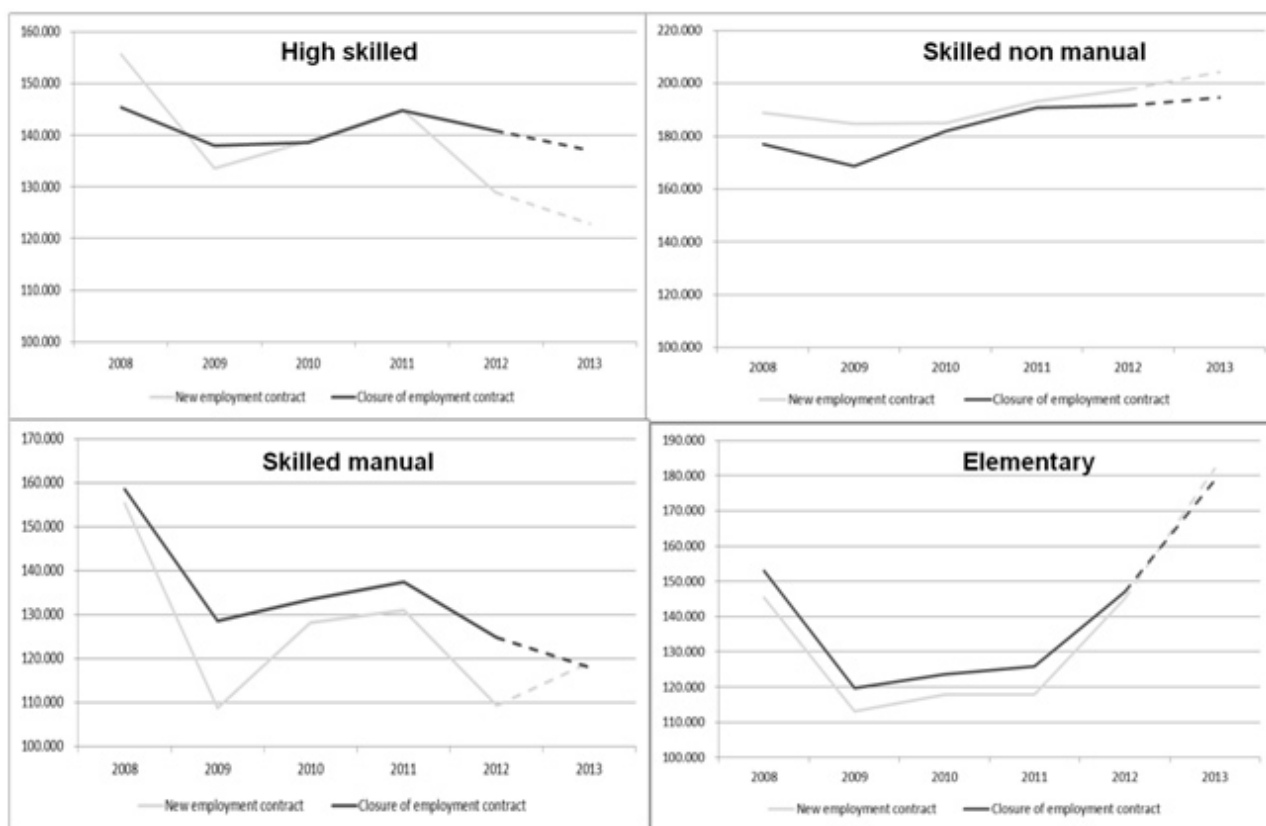 High skilled
160.000
150.000
140.000
130.000
120.000
110.000
100.000
2008 2009 2010 2011 2012 2013
New employment contract Closure of employment contract
Skilled non manual
220.000
200.000
180.000
160.000
140.000
120.000
100.000
2008 2009 2010 2011 2012 2013
New employment contract Closure of employment contract
Skilled manual
170.000
160.000
150.000
140.000
130.000
120.000
110.000
100.000
2008 2009 2010 2011 2012 2013
New employment contract Closure of employment contract
Elementary
190.000
180.000
170.000
160.000
150.000
140.000
130.000
120.000
110.000
100.000
2008 2009 2010 2011 2012 2013
New employment contract Closure of employment contract